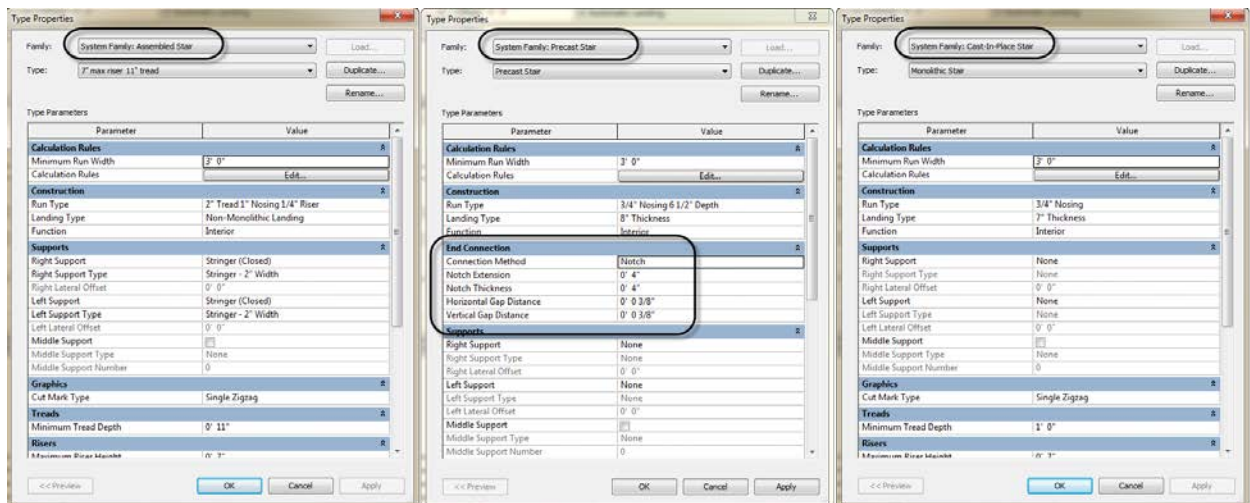 Type Properties
Family: System Family: Assembled Stair Load...
Type: 7" max riser 11" tread Duplicate...
Rename...
Type Parameters
Parameter Value
Calculation Rules
Minimum Run Width 3' 0"
Calculation Rules Edit...
Construction
Run Type 2" Tread 1" Nosing 1/4" Riser
Landing Type Non-Monolithic Landing
Function Interior
Supports
Right Support Stringer (Closed)
Right Support Type Stringer - 2" Width
Right Lateral Offset 0' 0"
Left Support Stringer (Closed)
Left Support Type Stringer - 2" Width
Left Lateral Offset 0' 0"
Middle Support
Middle Support Type None
Middle Support Number 0
Graphics
Cut Mark Type Single Zigzag
Treads
Minimum Tread Depth 0' 11"
Risers
Maximum Riser Height 0' 7"
<< Preview OK Cancel Apply
Type Properties
Family: System Family: Precast Stair Load...
Type: Precast Stair Duplicate...
Rename...
Type Parameters
Parameter Value
Calculation Rules
Minimum Run Width 3' 0"
Calculation Rules Edit...
Construction
Run Type 3/4" Nosing 6 1/2" Depth
Landing Type 8" Thickness
Function Interior
End Connection
Connection Method Notch
Notch Extension 0' 4"
Notch Thickness 0' 4"
Horizontal Gap Distance 0' 0 3/8"
Vertical Gap Distance 0' 0 3/8"
Supports
Right Support None
Right Support Type None
Right Lateral Offset 0' 0"
Left Support None
Left Support Type None
Left Lateral Offset 0' 0"
Middle Support
Middle Support Type None
Middle Support Number 0
<< Preview OK Cancel Apply
Type Properties
Family: System Family: Cast-In-Place Stair Load...
Type: Monolithic Stair Duplicate...
Rename...
Type Parameters
Parameter Value
Calculation Rules
Minimum Run Width 3' 0"
Calculation Rules Edit...
Construction
Run Type 3/4" Nosing
Landing Type 7" Thickness
Function Interior
Supports
Right Support None
Right Support Type None
Right Lateral Offset 0' 0"
Left Support None
Left Support Type None
Left Lateral Offset 0' 0"
Middle Support
Middle Support Type None
Middle Support Number 0
Graphics
Cut Mark Type Single Zigzag
Treads
Minimum Tread Depth 1' 0"
Risers
Maximum Riser Height 0' 7"
<< Preview OK Cancel Apply